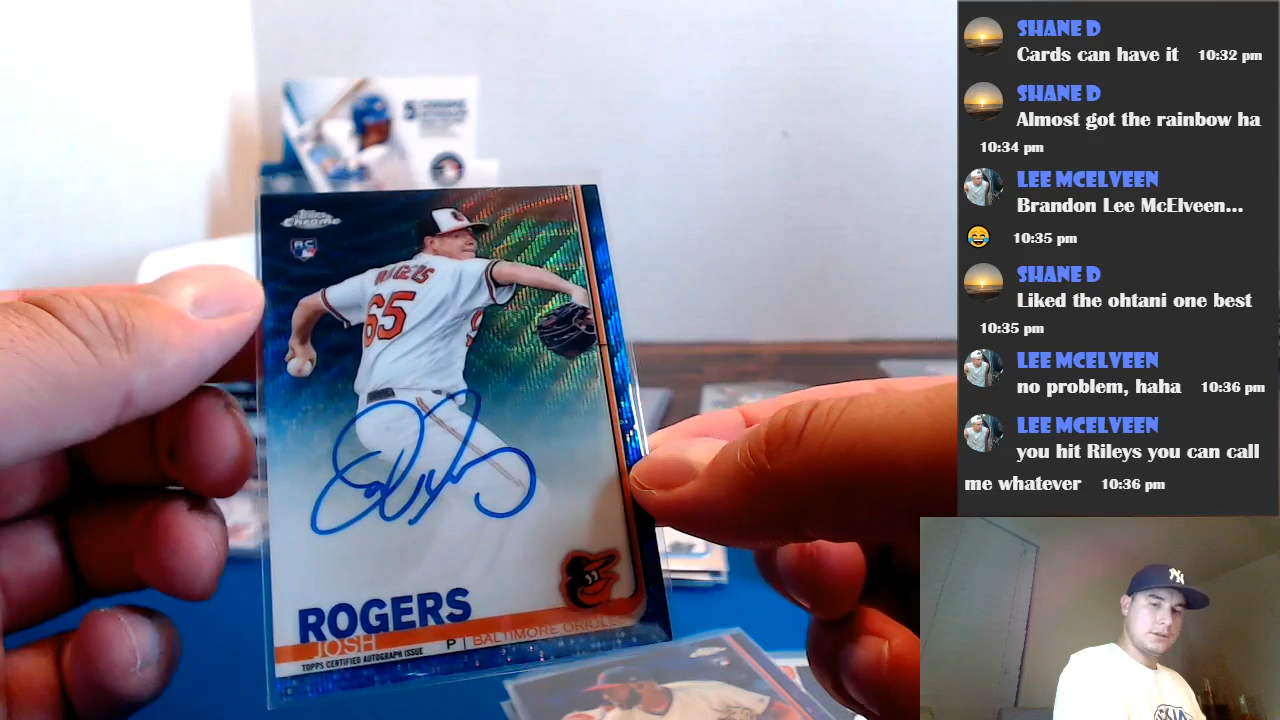 Topps
Chrome
RC
ROGERS
65
ROGERS
JOSH
P | BALTIMORE ORIOLES
TOPPS CERTIFIED AUTOGRAPH ISSUE
SHANE D
Cards can have it 10:32 pm
SHANE D
Almost got the rainbow ha
10:34 pm
LEE MCELVEEN
Brandon Lee McElveen...
😂 10:35 pm
SHANE D
Liked the ohtani one best
10:35 pm
LEE MCELVEEN
no problem, haha 10:36 pm
LEE MCELVEEN
you hit Rileys you can call
me whatever 10:36 pm
NY